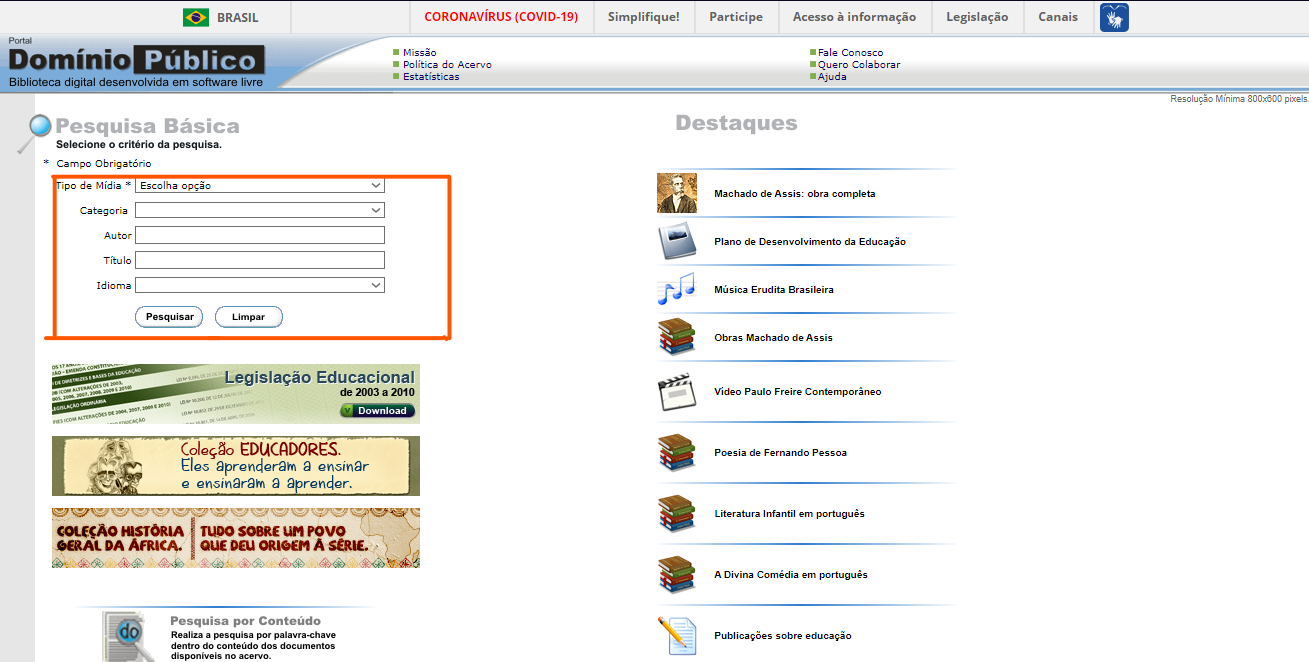 BRASIL
CORONAVÍRUS (COVID-19)
Simplifique!
Participe
Acesso à informação
Legislação
Canais
Portal
Domínio Público
Biblioteca digital desenvolvida em software livre
Missão
Política do Acervo
Estatísticas
Fale Conosco
Quero Colaborar
Ajuda
Resolução Mínima 800x600 pixels.
Pesquisa Básica
Selecione o critério da pesquisa.
* Campo Obrigatório
Tipo de Mídia * Escolha opção
Categoria
Autor
Título
Idioma
Pesquisar
Limpar
Legislação Educacional
de 2003 a 2010
Download
Coleção EDUCADORES.
Eles aprenderam a ensinar
e ensinaram a aprender.
COLEÇÃO HISTÓRIA
GERAL DA ÁFRICA.
TUDO SOBRE UM POVO
QUE DEU ORIGEM À SÉRIE.
do
Pesquisa por Conteúdo
Realiza a pesquisa por palavra-chave
dentro do conteúdo dos documentos
disponíveis no acervo.
Destaques
Machado de Assis: obra completa
Plano de Desenvolvimento da Educação
Música Erudita Brasileira
Obras Machado de Assis
Video Paulo Freire Contemporâneo
Poesia de Fernando Pessoa
Literatura Infantil em português
A Divina Comédia em português
Publicações sobre educação